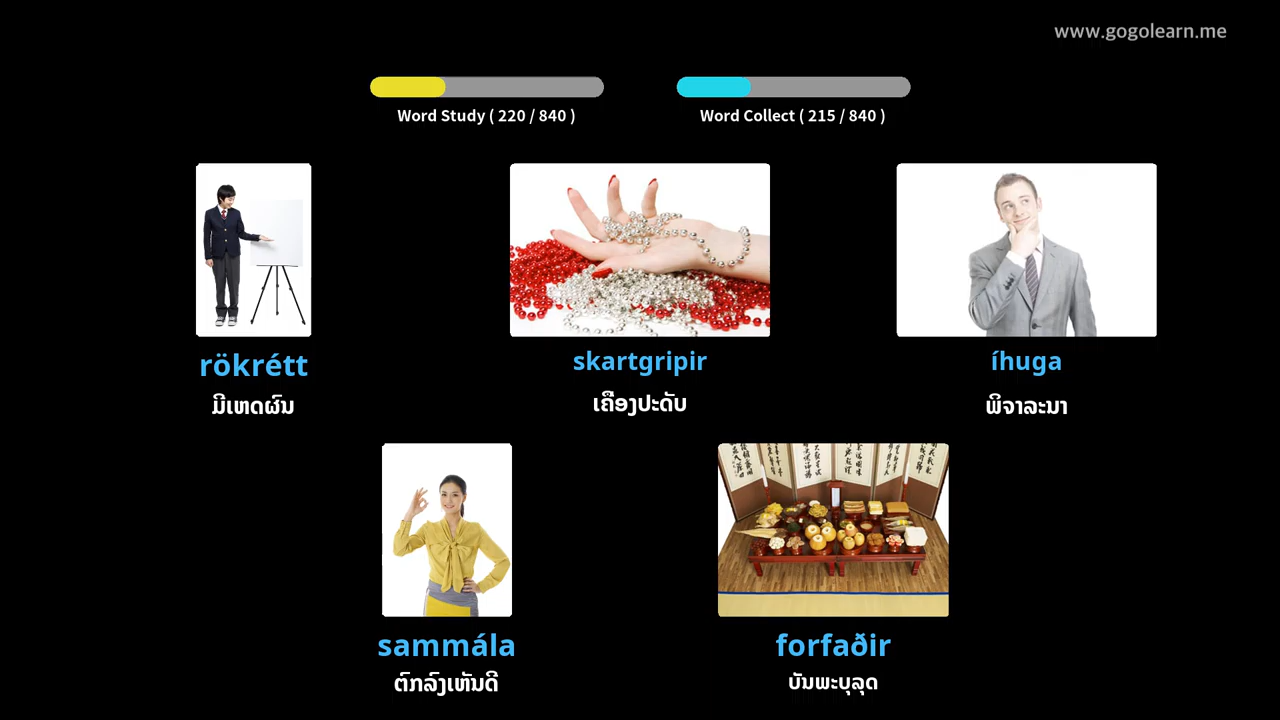 www.gogolearn.me
Word Study ( 220 / 840 )
Word Collect ( 215 / 840 )
rökrétt
ມີເຫດຜົນ
skartgripir
ເຄືອງປະດັບ
íhuga
ພິຈາລະນາ
sammála
ຕົກລົງເຫັນດີ
forfaðir
ບັນພະບຸລຸດ